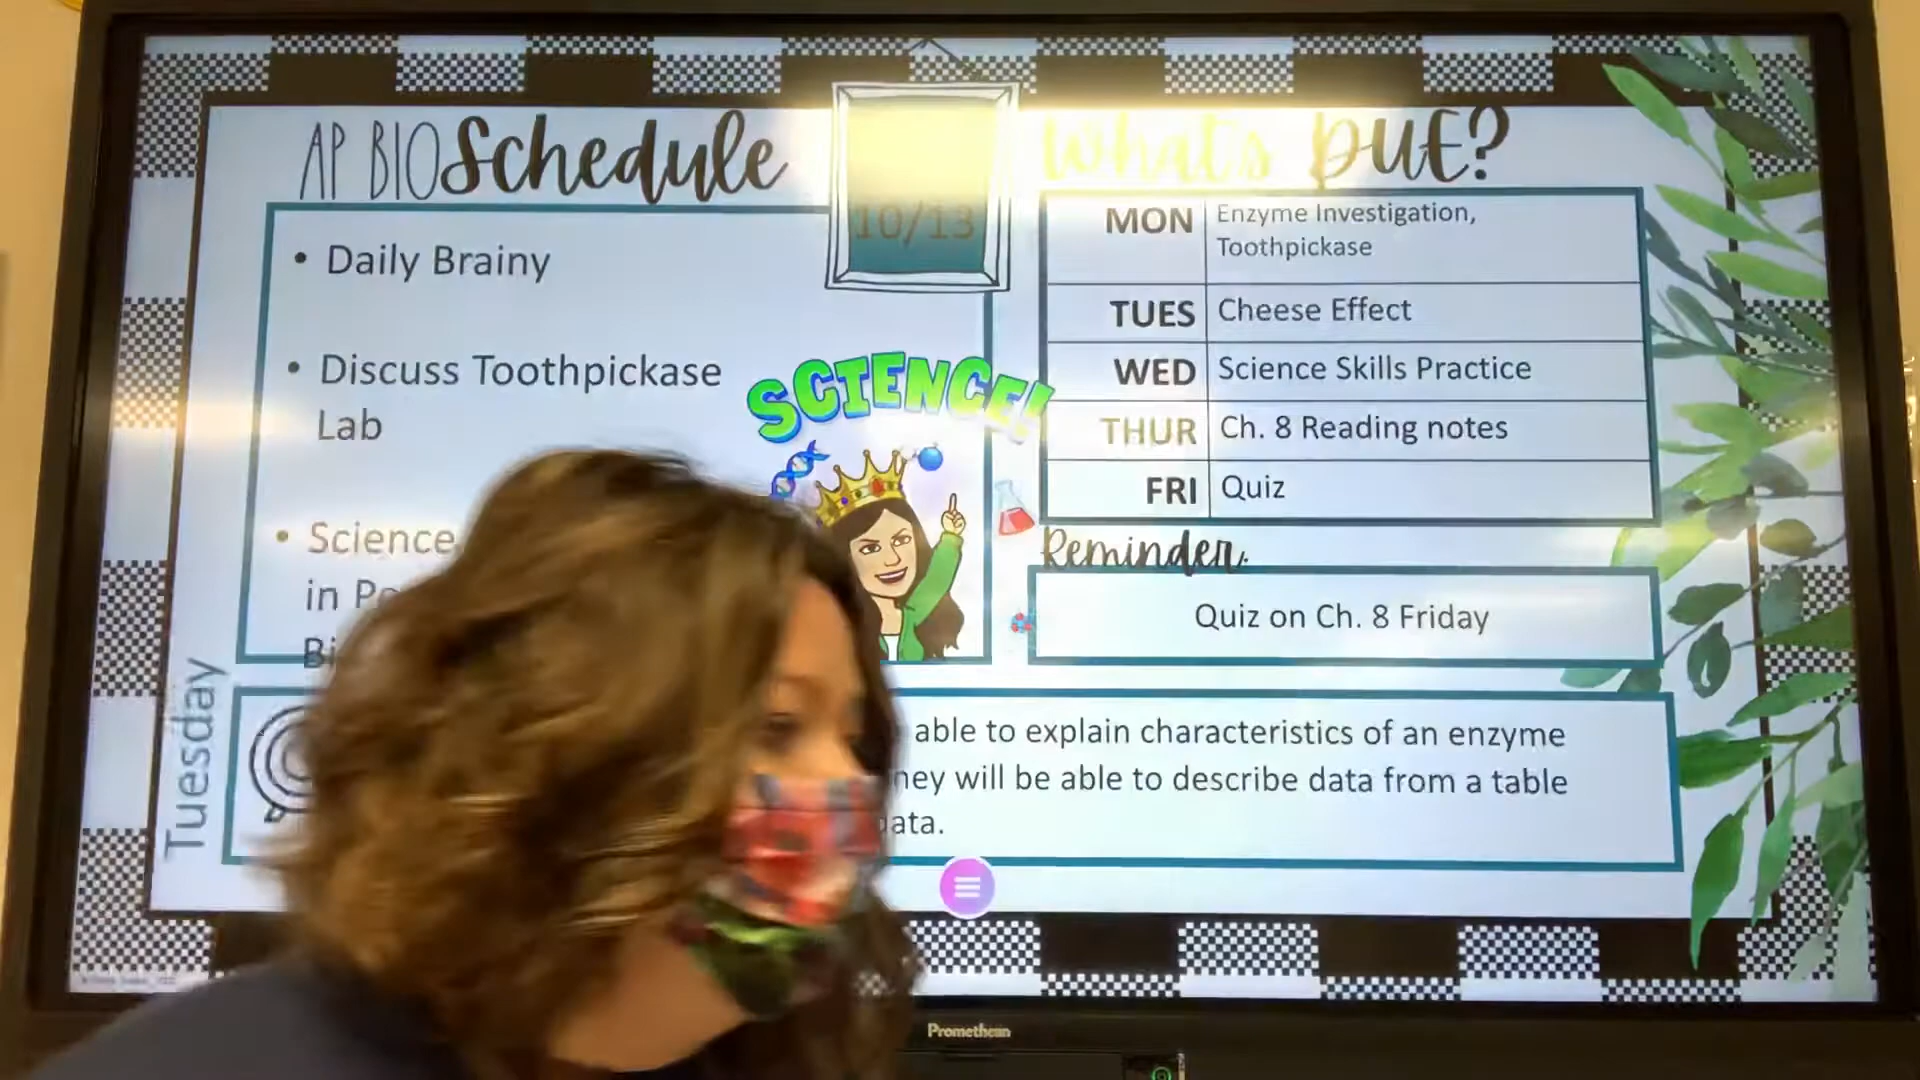 AP BIO Schedule
10/13
What's DUE?
• Daily Brainy
• Discuss Toothpickase
Lab
• Science
in
SCIENCE!
MON Enzyme Investigation,
Toothpickase
TUES Cheese Effect
WED Science Skills Practice
THUR Ch. 8 Reading notes
FRI Quiz
Reminder:
Quiz on Ch. 8 Friday
Tuesday
able to explain characteristics of an enzyme
will be able to describe data from a table
Promethean